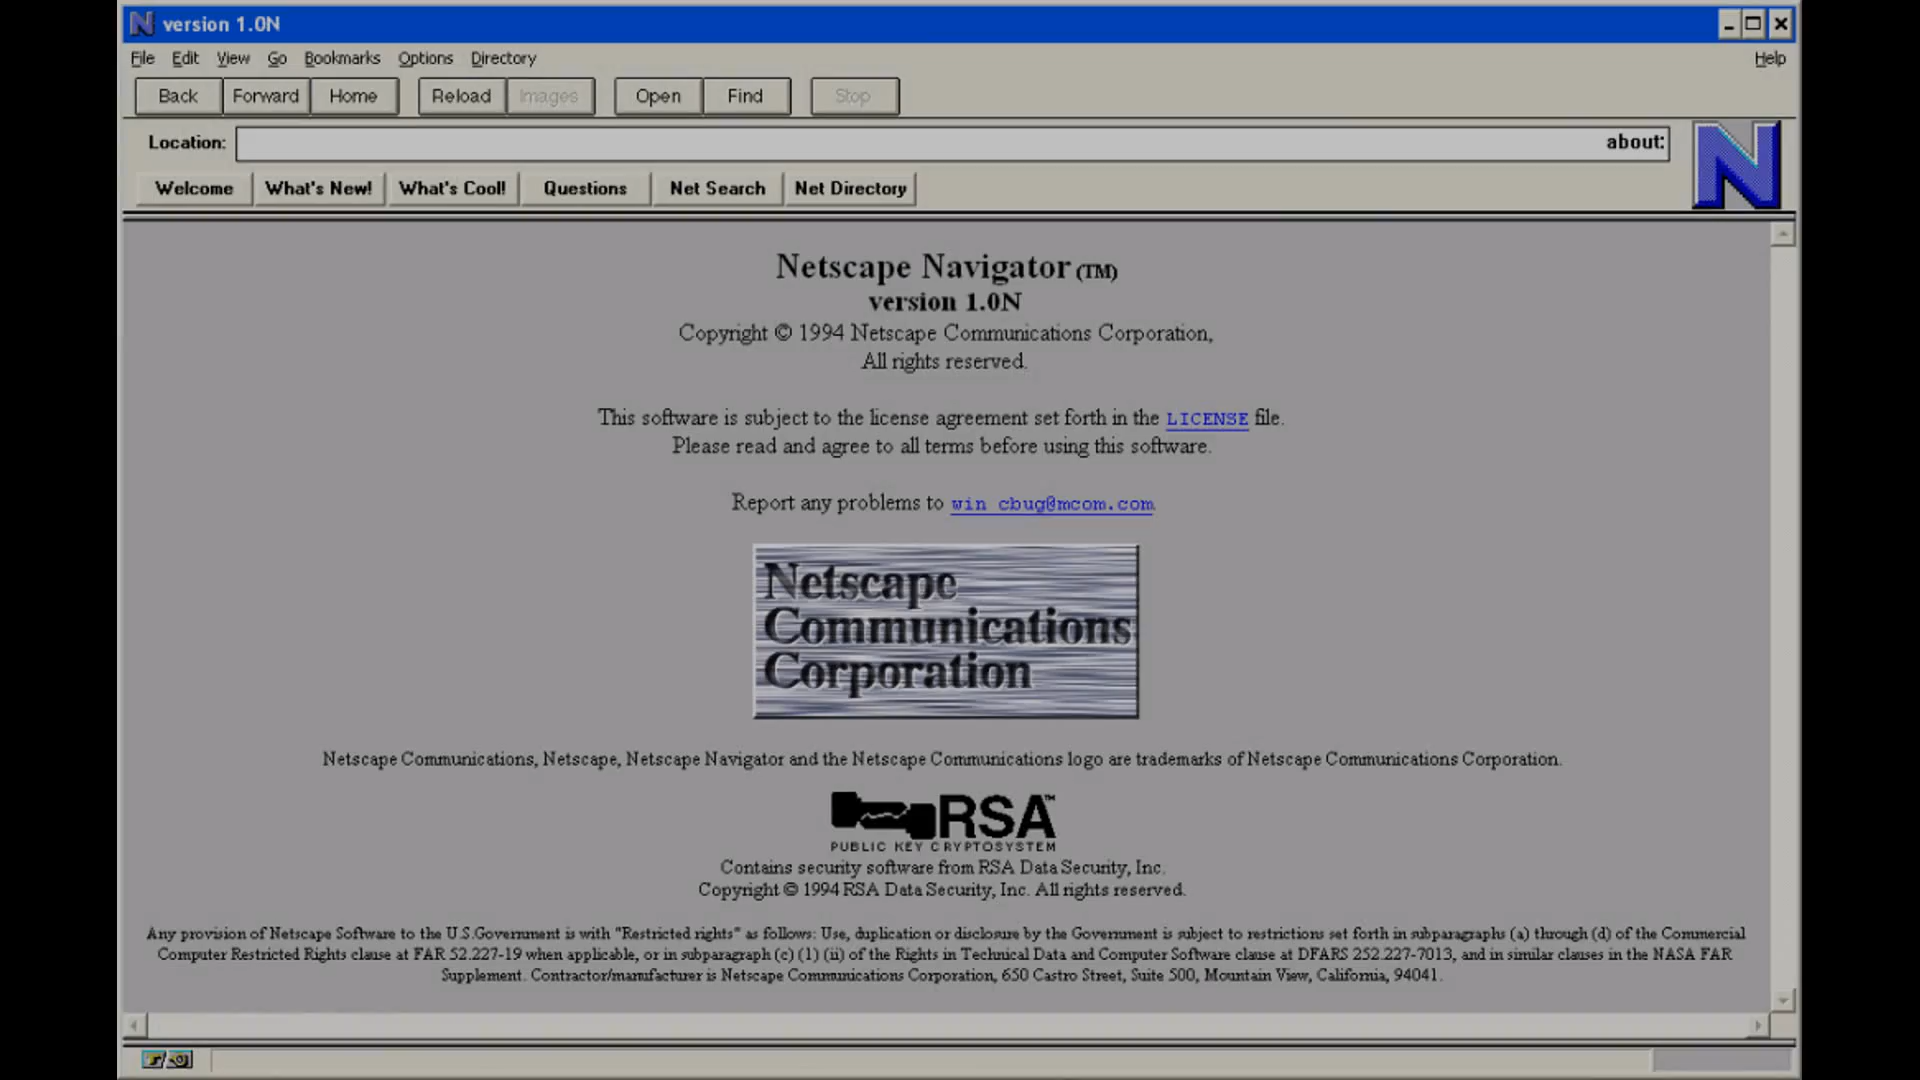 version 1.0N
File Edit View Go Bookmarks Options Directory Help
Back Forward Home Reload Images Open Find Stop
Location: about:
Welcome What's New! What's Cool! Questions Net Search Net Directory
Netscape Navigator (TM)
version 1.0N
Copyright © 1994 Netscape Communications Corporation,
All rights reserved.
This software is subject to the license agreement set forth in the LICENSE file.
Please read and agree to all terms before using this software.
Report any problems to win_cbug@mcom.com
Netscape
Communications
Corporation
Netscape Communications, Netscape, Netscape Navigator and the Netscape Communications logo are trademarks of Netscape Communications Corporation.
RSA™
PUBLIC KEY CRYPTOSYSTEM
Contains security software from RSA Data Security, Inc.
Copyright © 1994 RSA Data Security, Inc. All rights reserved.
Any provision of Netscape Software to the U.S.Government is with "Restricted rights" as follows: Use, duplication or disclosure by the Government is subject to restrictions set forth in subparagraphs (a) through (d) of the Commercial
Computer Restricted Rights clause at FAR 52.227-19 when applicable, or in subparagraph (c) (1) (ii) of the Rights in Technical Data and Computer Software clause at DFARS 252.227-7013, and in similar clauses in the NASA FAR
Supplement. Contractor/manufacturer is Netscape Communications Corporation, 650 Castro Street, Suite 500, Mountain View, California, 94041.